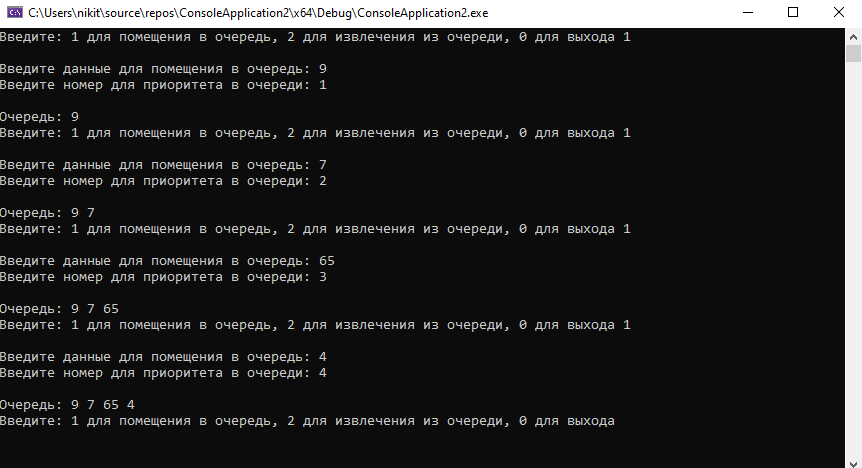 C:\Users\nikit\source\repos\ConsoleApplication2\x64\Debug\ConsoleApplication2.exe
Введите: 1 для помещения в очередь, 2 для извлечения из очереди, 0 для выхода 1
Введите данные для помещения в очередь: 9
Введите номер для приоритета в очереди: 1
Очередь: 9
Введите: 1 для помещения в очередь, 2 для извлечения из очереди, 0 для выхода 1
Введите данные для помещения в очередь: 7
Введите номер для приоритета в очереди: 2
Очередь: 9 7
Введите: 1 для помещения в очередь, 2 для извлечения из очереди, 0 для выхода 1
Введите данные для помещения в очередь: 65
Введите номер для приоритета в очереди: 3
Очередь: 9 7 65
Введите: 1 для помещения в очередь, 2 для извлечения из очереди, 0 для выхода 1
Введите данные для помещения в очередь: 4
Введите номер для приоритета в очереди: 4
Очередь: 9 7 65 4
Введите: 1 для помещения в очередь, 2 для извлечения из очереди, 0 для выхода